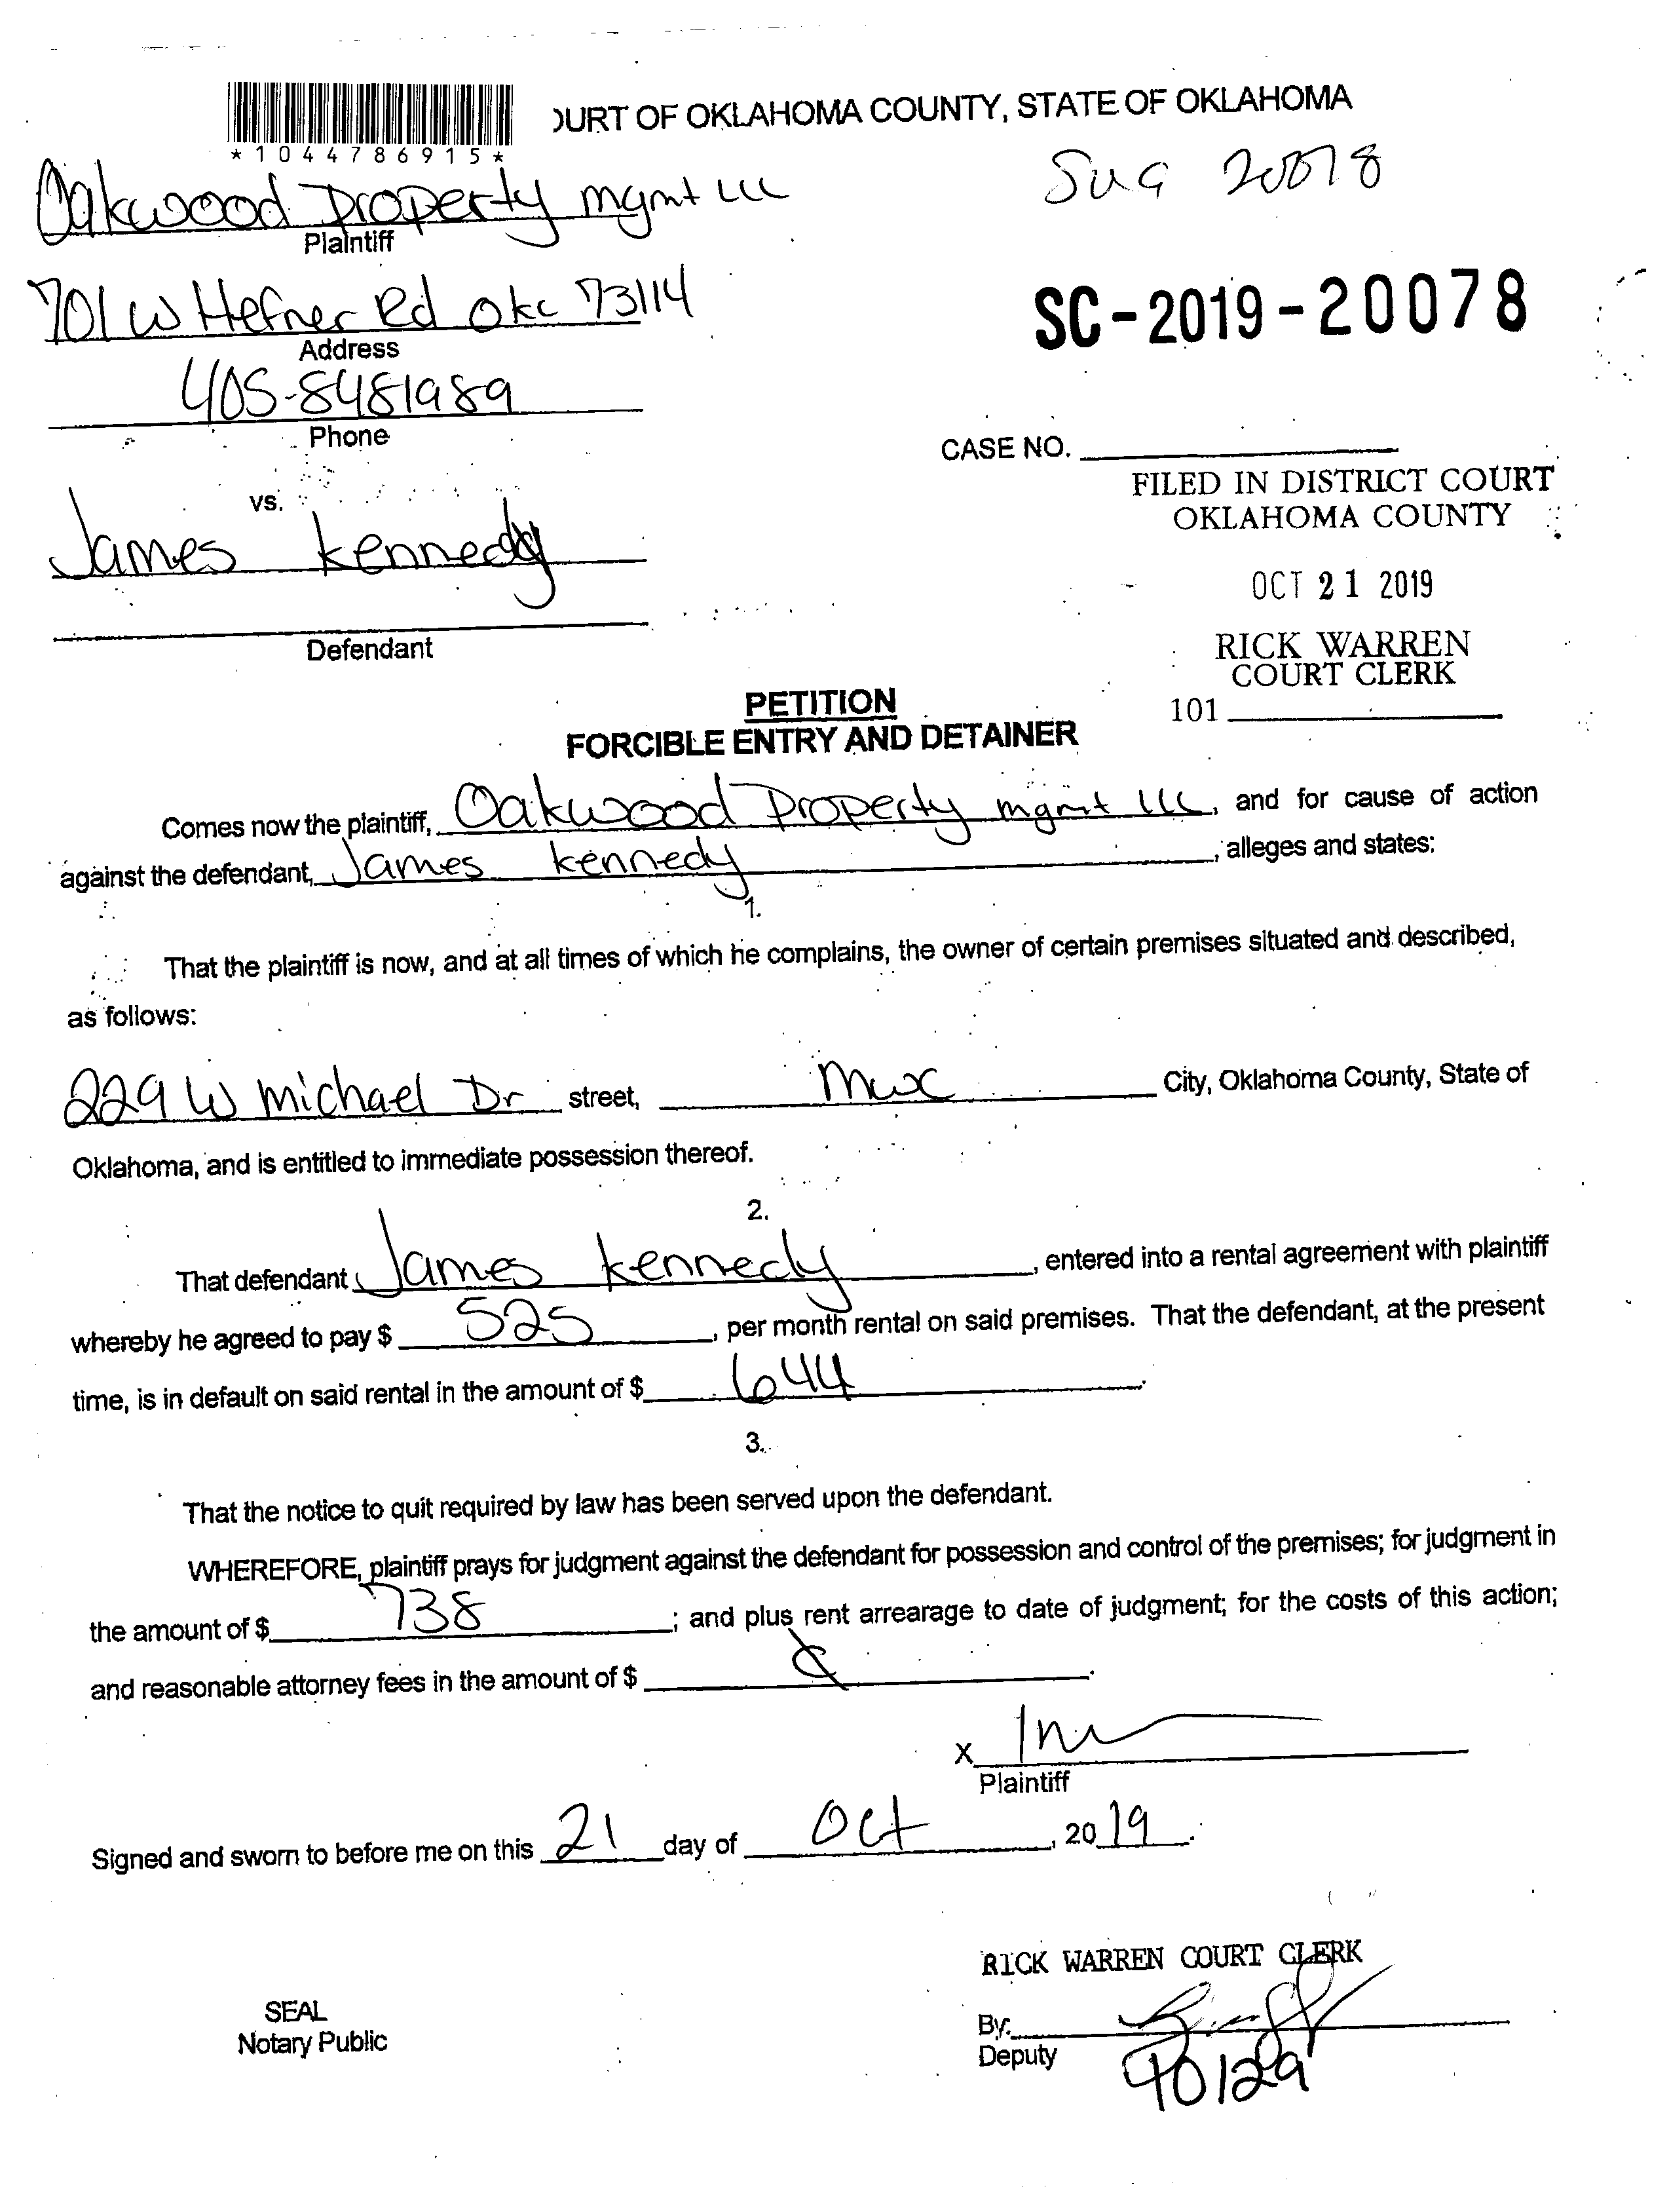 *1044786915*
OURT OF OKLAHOMA COUNTY, STATE OF OKLAHOMA
Oakwood Property mgmt LLC
Plaintiff
20078
701 W Hefner Rd Okc 73114
Address
SC-2019-20078
405-8481989
Phone
CASE NO.
FILED IN DISTRICT COURT
OKLAHOMA COUNTY
vs.
James Kennedy
OCT 21 2019
Defendant
RICK WARREN
COURT CLERK
101
PETITION
FORCIBLE ENTRY AND DETAINER
Comes now the plaintiff, Oakwood Property mgmt LLC, and for cause of action
against the defendant, James Kennedy, alleges and states:
1.
That the plaintiff is now, and at all times of which he complains, the owner of certain premises situated and described,
as follows:
229 W Michael Dr street, MWC City, Oklahoma County, State of
Oklahoma, and is entitled to immediate possession thereof.
2.
That defendant, James Kennedy, entered into a rental agreement with plaintiff
whereby he agreed to pay $ 525, per month rental on said premises. That the defendant, at the present
time, is in default on said rental in the amount of $ 644.
3.
That the notice to quit required by law has been served upon the defendant.
WHEREFORE, plaintiff prays for judgment against the defendant for possession and control of the premises; for judgment in
the amount of $ 738; and plus rent arrearage to date of judgment; for the costs of this action;
and reasonable attorney fees in the amount of $
X
Plaintiff
Signed and sworn to before me on this 21 day of Oct, 2019.
RICK WARREN COURT CLERK
SEAL
Notary Public
By:
Deputy
40129